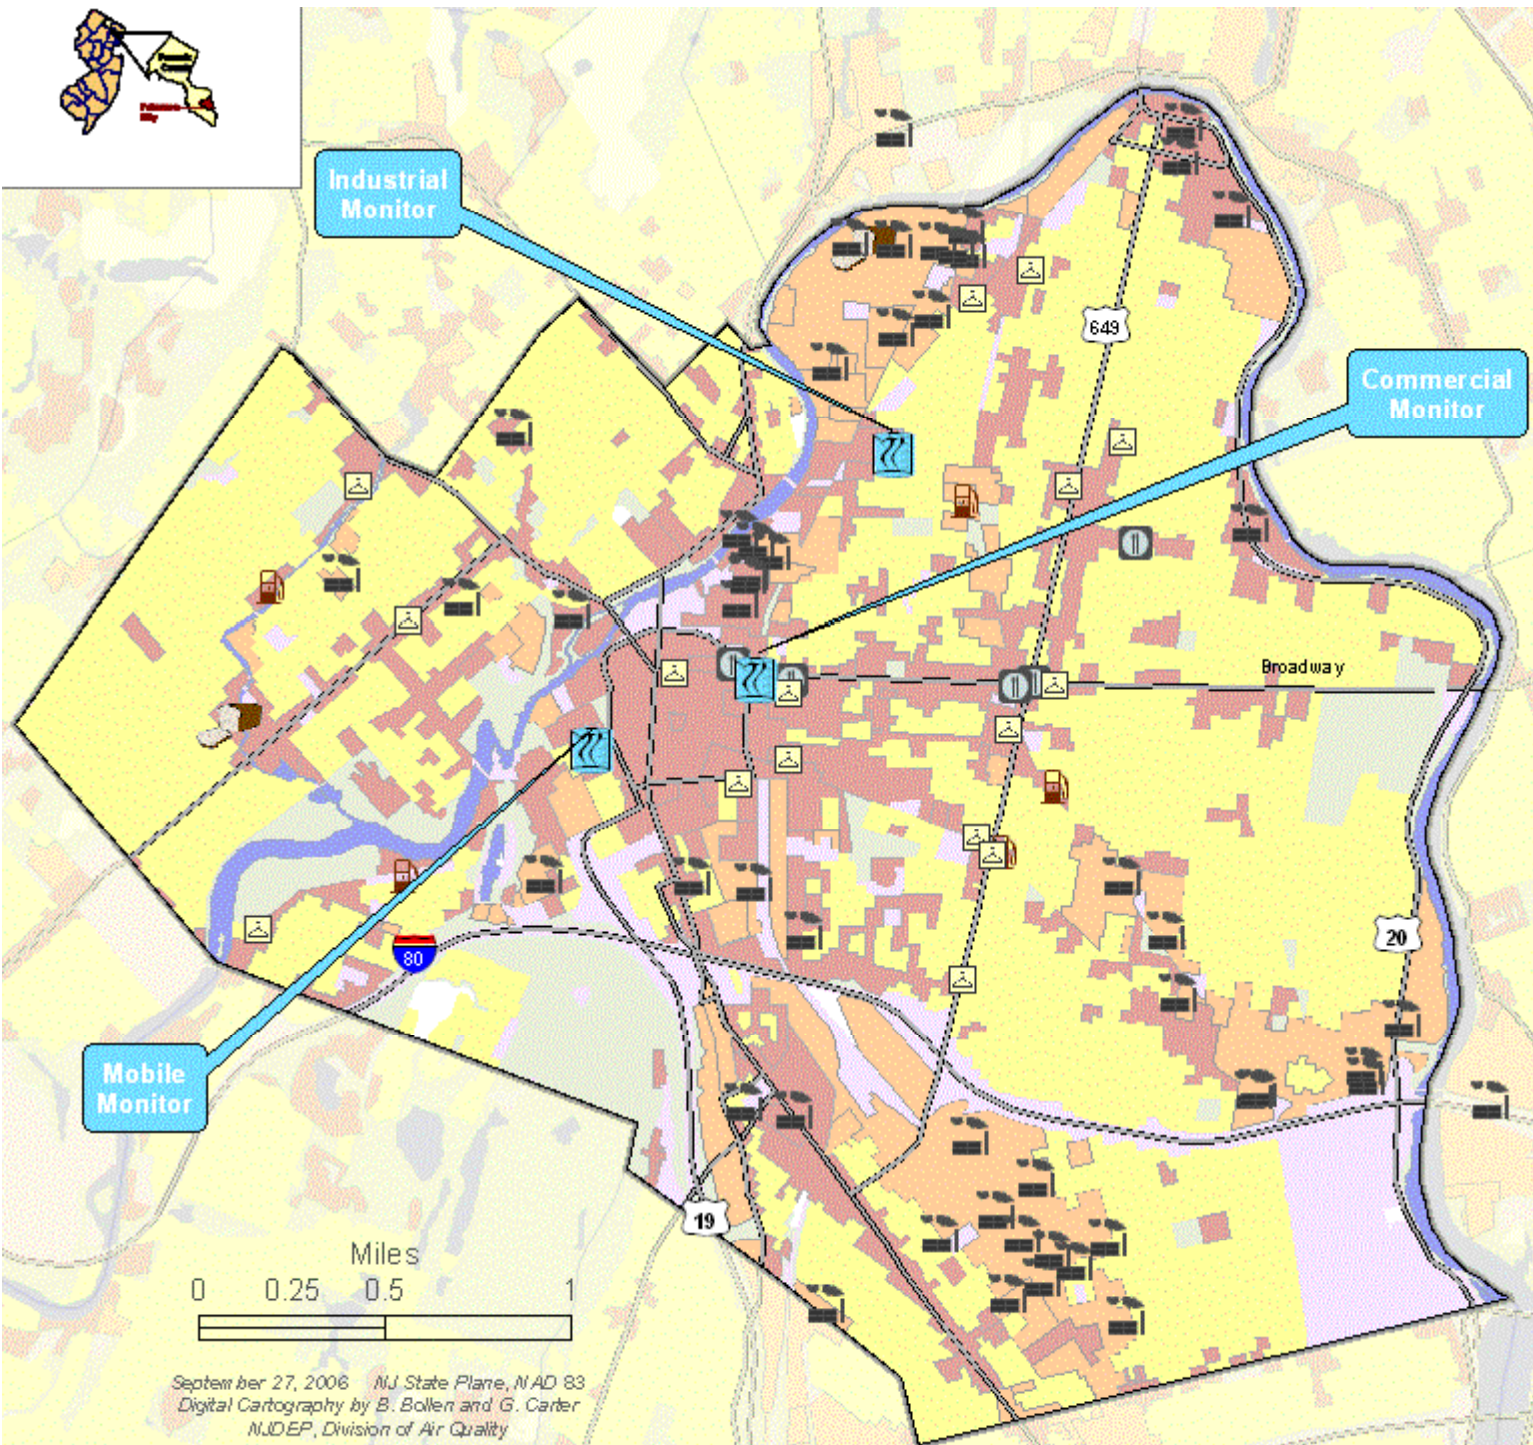 Industrial
Monitor
649
Commercial
Monitor
Broadway
80
20
Mobile
Monitor
19
Miles
0 0.25 0.5 1
September 27, 2006 NJ State Plane, NAD 83
Digital Cartography by B. Bollen and G. Carter
NJDEP, Division of Air Quality